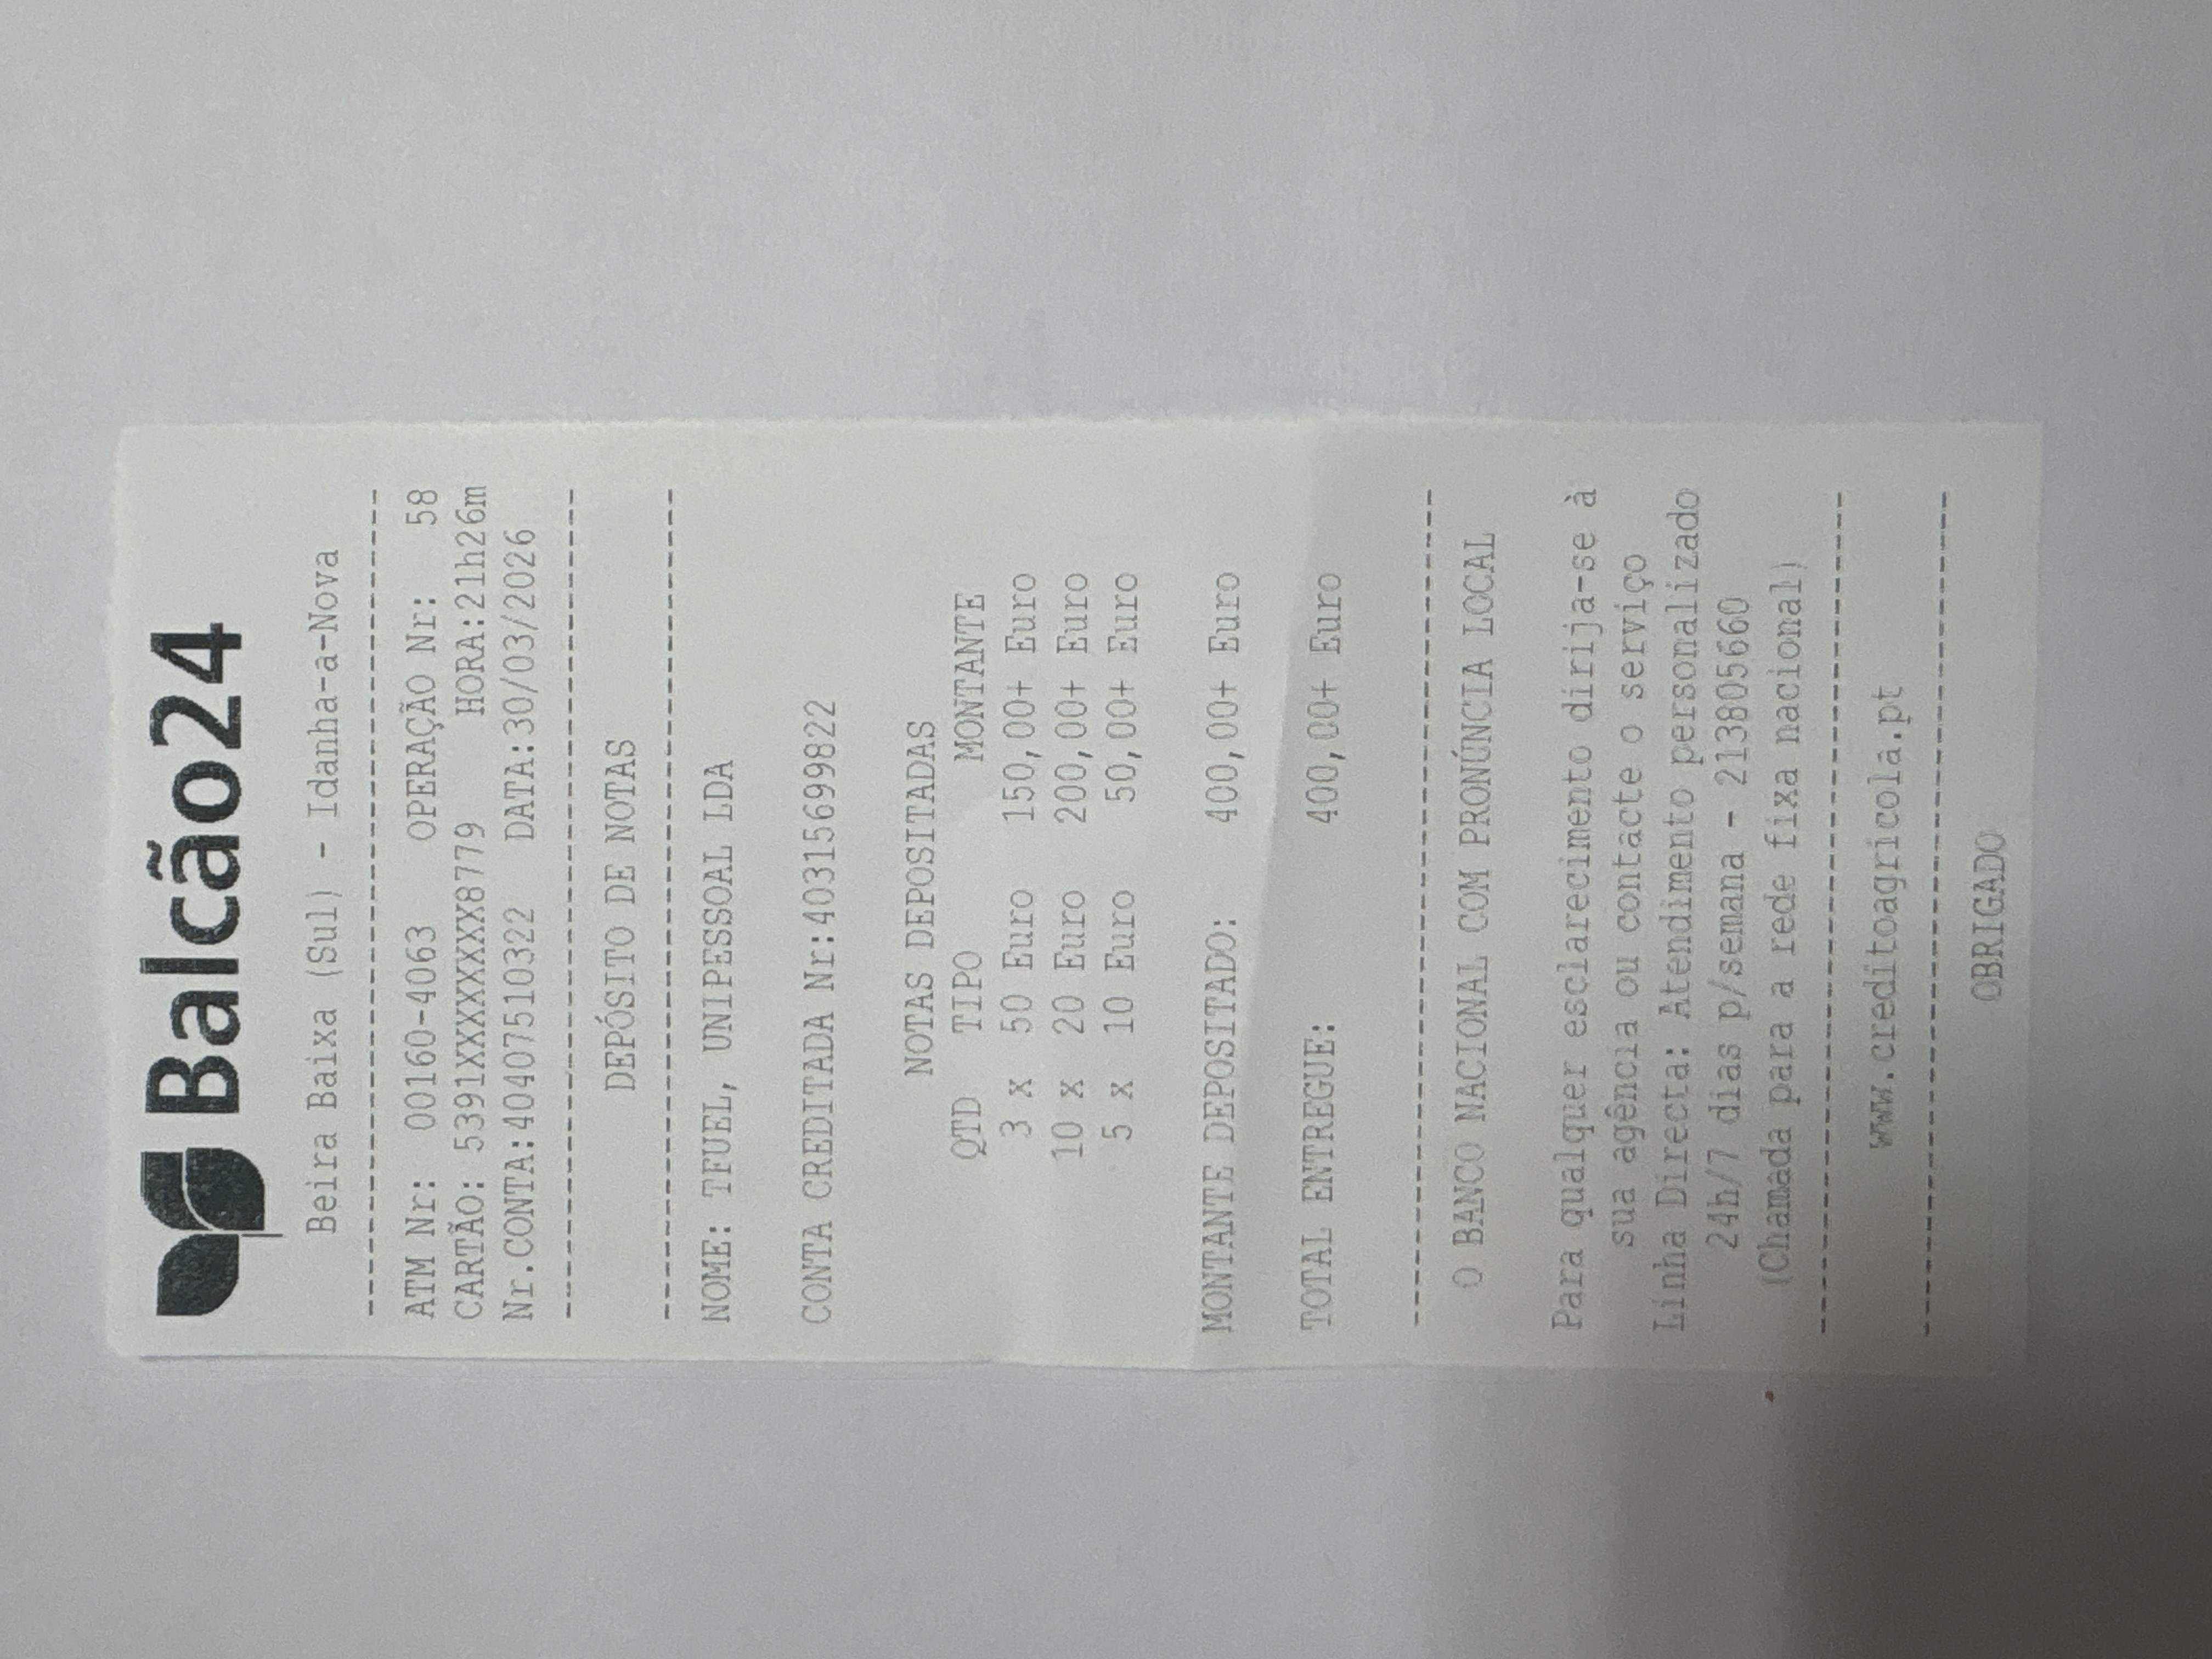 Balcão24
Beira Baixa (Sul) - Idanha-a-Nova
------------------------------------------
ATM Nr: 00160-4063 OPERAÇÃO Nr: 58
CARTÃO: 5391XXXXXXXX8779 HORA:21h26m
Nr.CONTA:40407510322 DATA:30/03/2026
------------------------------------------
DEPÓSITO DE NOTAS
------------------------------------------
NOME: TFUEL, UNIPESSOAL LDA
CONTA CREDITADA Nr:40315699822
NOTAS DEPOSITADAS
QTD TIPO MONTANTE
3 x 50 Euro 150,00+ Euro
10 x 20 Euro 200,00+ Euro
5 x 10 Euro 50,00+ Euro
MONTANTE DEPOSITADO: 400,00+ Euro
TOTAL ENTREGUE: 400,00+ Euro
------------------------------------------
O BANCO NACIONAL COM PRONÚNCIA LOCAL
Para qualquer esclarecimento dirija-se à
sua agência ou contacte o serviço
Linha Directa: Atendimento personalizado
24h/7 dias p/semana - 213805660
(Chamada para a rede fixa nacional)
------------------------------------------
www.creditoagricola.pt
------------------------------------------
OBRIGADO